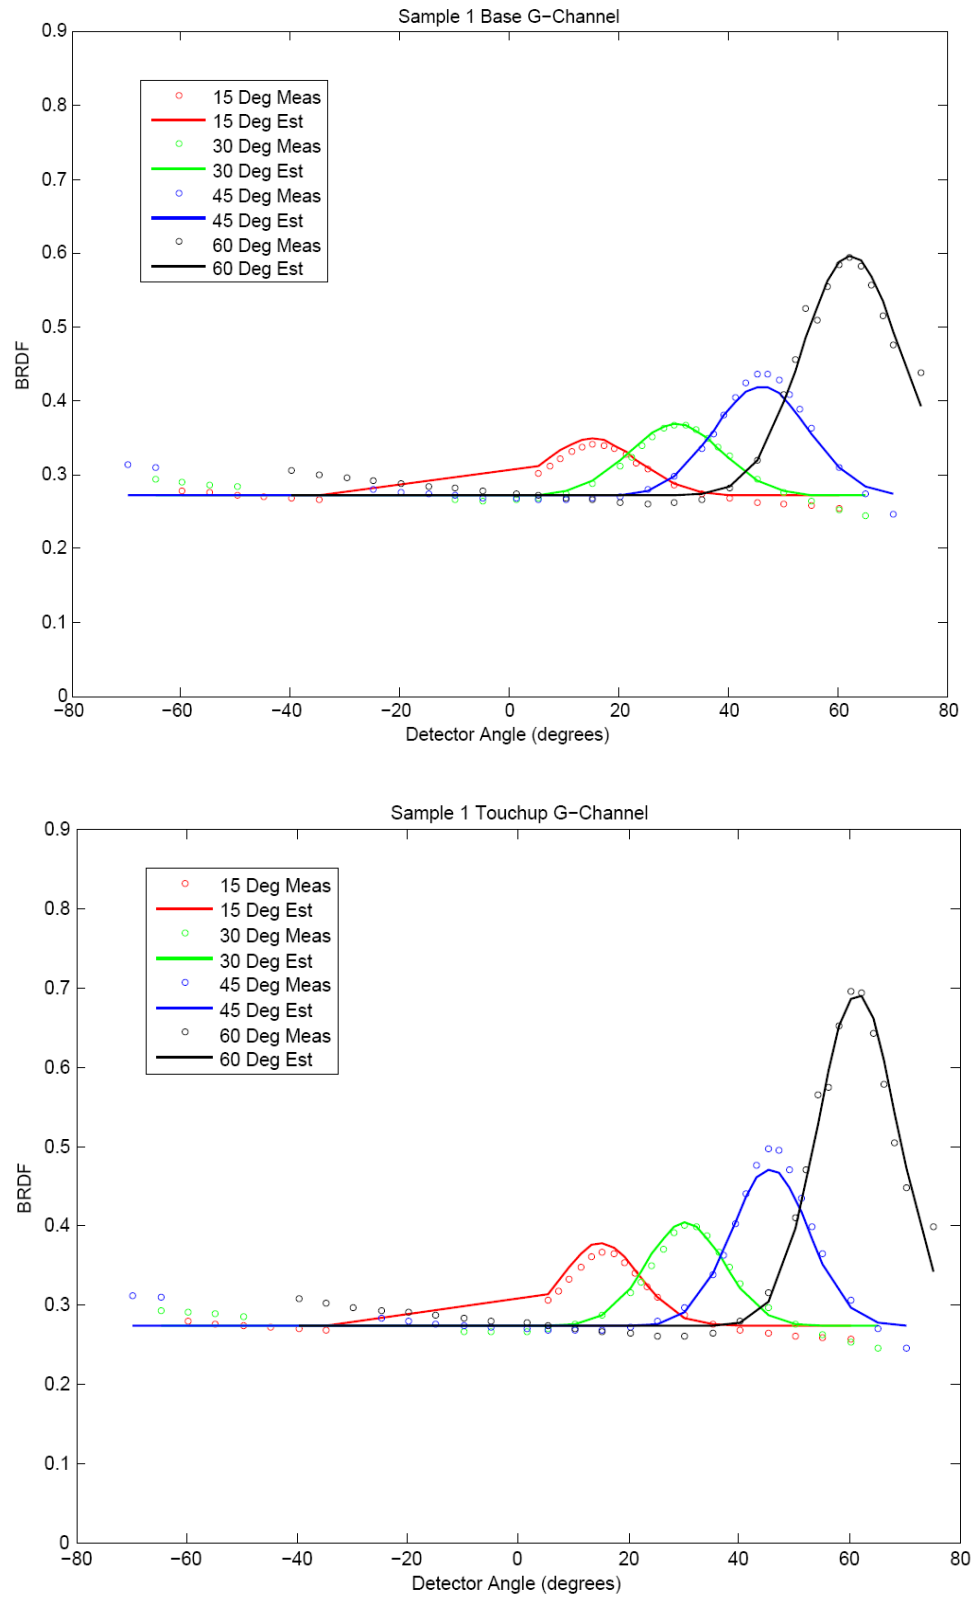 Sample 1 Base G−Channel
0.9
0.8
0.7
0.6
0.5
0.4
0.3
0.2
0.1
0
BRDF
15 Deg Meas
15 Deg Est
30 Deg Meas
30 Deg Est
45 Deg Meas
45 Deg Est
60 Deg Meas
60 Deg Est
−80 −60 −40 −20 0 20 40 60 80
Detector Angle (degrees)
Sample 1 Touchup G−Channel
0.9
0.8
0.7
0.6
0.5
0.4
0.3
0.2
0.1
0
BRDF
15 Deg Meas
15 Deg Est
30 Deg Meas
30 Deg Est
45 Deg Meas
45 Deg Est
60 Deg Meas
60 Deg Est
−80 −60 −40 −20 0 20 40 60 80
Detector Angle (degrees)